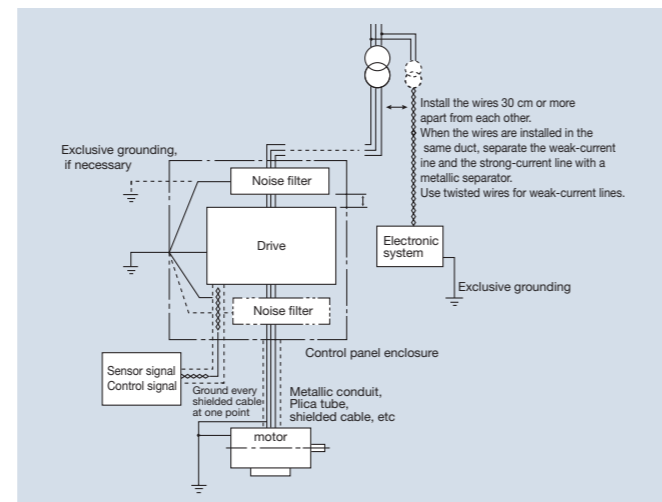 Install the wires 30 cm or more
apart from each other.
When the wires are installed in the
same duct, separate the weak-current
ine and the strong-current line with a
metallic separator.
Use twisted wires for weak-current lines.
Exclusive grounding,
if necessary
Noise filter
Drive
Electronic
system
Exclusive grounding
Noise filter
Control panel enclosure
Sensor signal
Control signal
Ground every
shielded cable
at one point
Metallic conduit,
Plica tube,
shielded cable, etc
motor